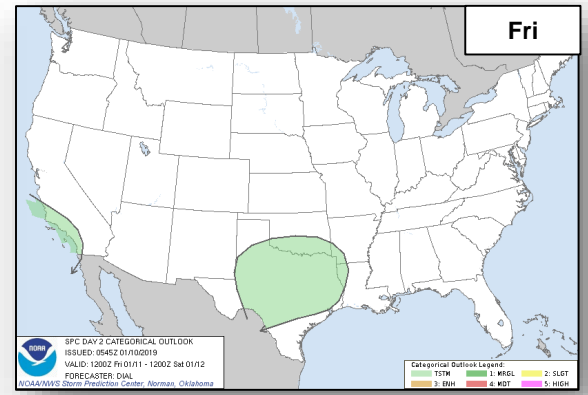 Fri
NOAA
SPC DAY 2 CATEGORICAL OUTLOOK
ISSUED: 0545Z 01/10/2019
VALID: 1200Z Fri 01/11 - 1200Z Sat 01/12
FORECASTER: DIAL
NOAA/NWS Storm Prediction Center, Norman, Oklahoma
Categorical Outlook Legend:
TSTM 1: MRGL 2: SLGT
3: ENH 4: MDT 5: HIGH